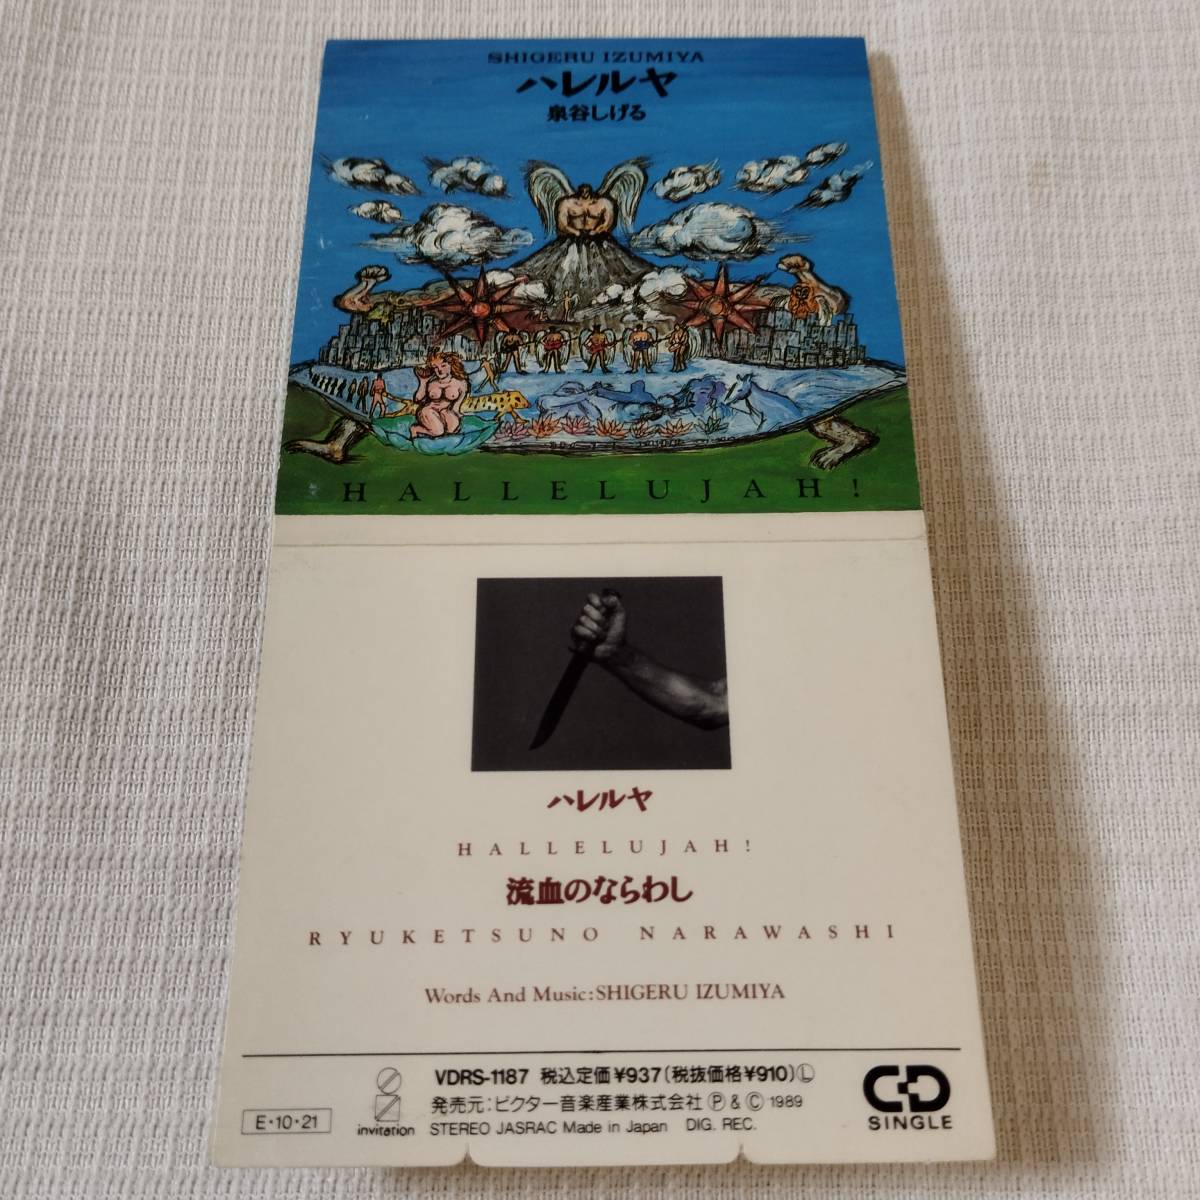 SHIGERU IZUMIYA
ハレルヤ
泉谷しげる
HALLELUJAH!
ハレルヤ
HALLELUJAH!
流血のならわし
RYUKETSUNO NARAWASHI
Words And Music:SHIGERU IZUMIYA
VDRS-1187 税込定価¥937(税抜価格¥910)Ⓛ
発売元:ビクター音楽産業株式会社 Ⓟ & Ⓒ 1989
STEREO JASRAC Made in Japan DIG. REC.
E・10・21
invitation
CD
SINGLE